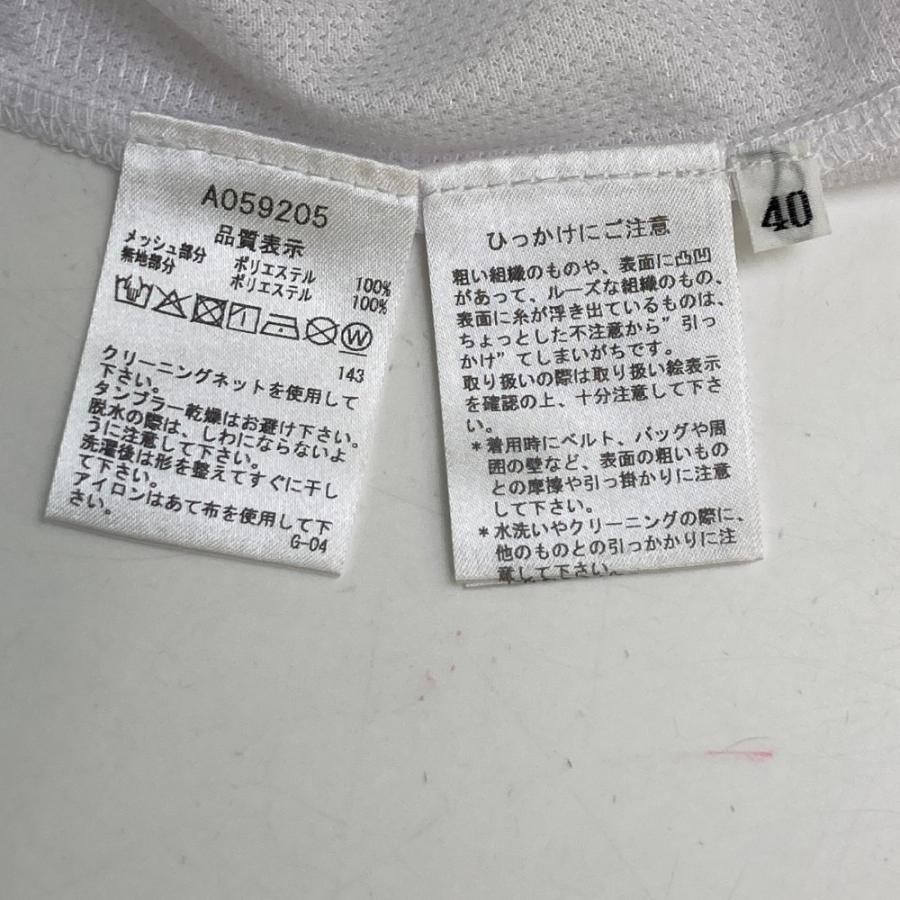 A059205
品質表示
メッシュ部分 ポリエステル 100%
無地部分 ポリエステル 100%
143
クリーニングネットを使用して
下さい。
タンブラー乾燥はお避け下さい。
脱水の際は、しわにならないよ
うに注意して下さい。
洗濯後は形を整えてすぐに干し
て下さい。
アイロンはあて布を使用して下
さい。
G-04
ひっかけにご注意
粗い組織のものや、表面に凸凹
があって、ルーズな組織のもの、
表面に糸が浮き出ているものは、
ちょっとした不注意から”引っ
かけ”てしまいがちです。
取り扱いの際は取り扱い絵表示
を確認の上、十分注意して下さ
い。
*着用時にベルト、バッグや周
囲の壁など、表面の粗いもの
との摩擦や引っ掛かりに注意
して下さい。
*水洗いやクリーニングの際に、
他のものとの引っかかりに注
意して下さい。
40